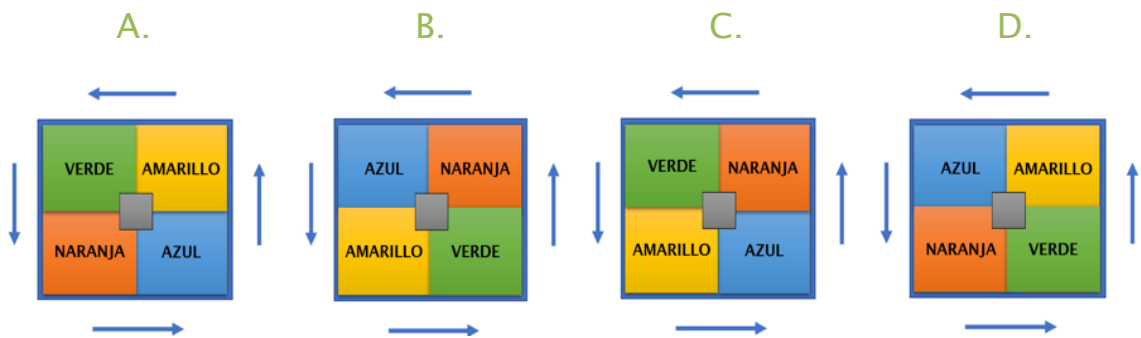 A. B. C. D.
VERDE AMARILLO
NARANJA AZUL
AZUL NARANJA
AMARILLO VERDE
VERDE NARANJA
AMARILLO AZUL
AZUL AMARILLO
NARANJA VERDE